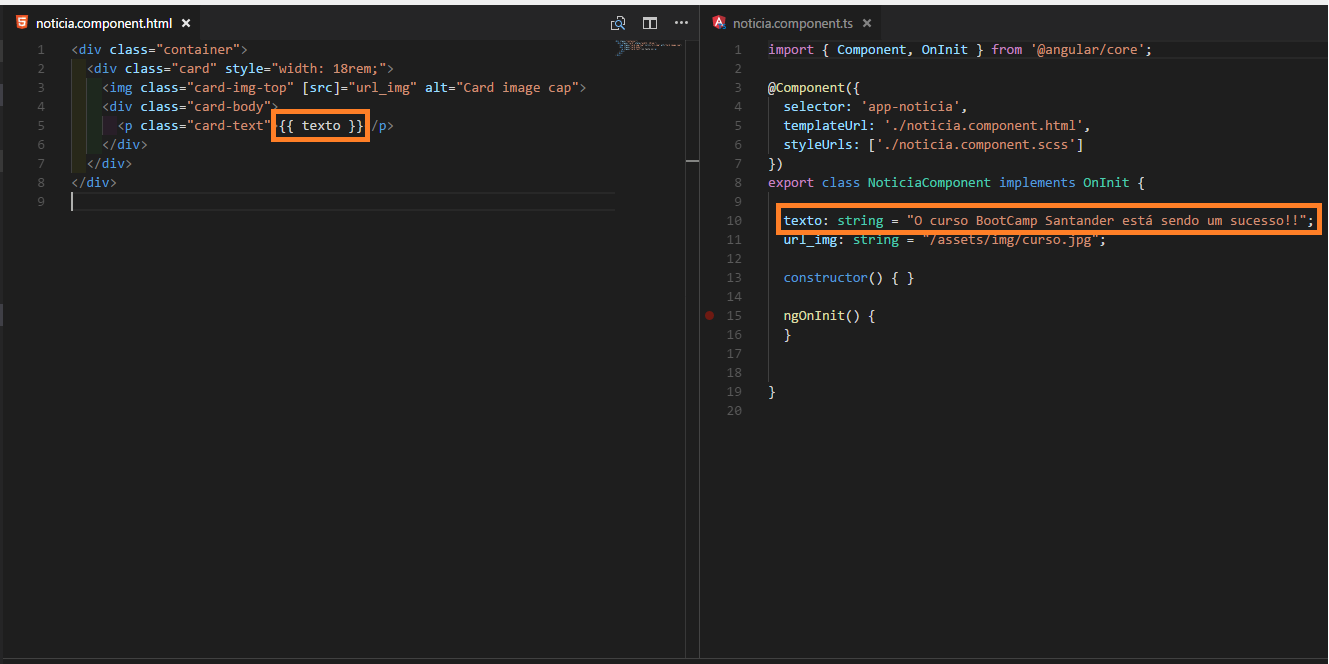 noticia.component.html
1 <div class="container">
2 <div class="card" style="width: 18rem;">
3 <img class="card-img-top" [src]="url_img" alt="Card image cap">
4 <div class="card-body">
5 <p class="card-text">{{ texto }}</p>
6 </div>
7 </div>
8 </div>
9
noticia.component.ts
1 import { Component, OnInit } from '@angular/core';
2
3 @Component({
4 selector: 'app-noticia',
5 templateUrl: './noticia.component.html',
6 styleUrls: ['./noticia.component.scss']
7 })
8 export class NoticiaComponent implements OnInit {
9
10 texto: string = "O curso BootCamp Santander está sendo um sucesso!!";
11 url_img: string = "/assets/img/curso.jpg";
12
13 constructor() { }
14
15 ngOnInit() {
16 }
17
18
19 }
20